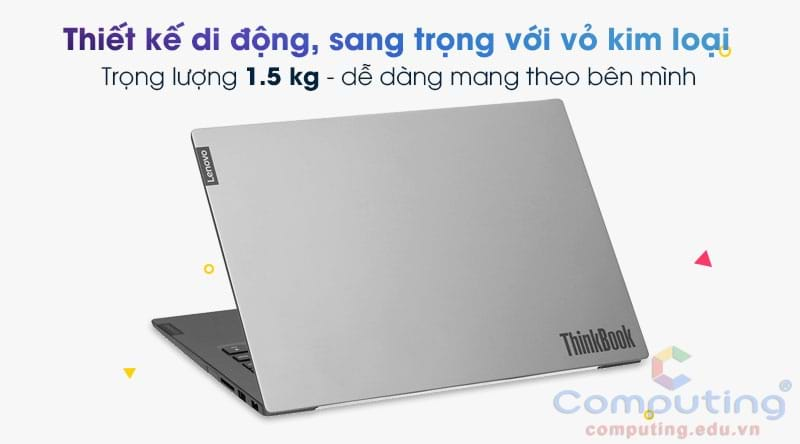 Thiết kế di động, sang trọng với vỏ kim loại
Trọng lượng 1.5 kg - dễ dàng mang theo bên mình
Lenovo
ThinkBook
Computing®
computing.edu.vn